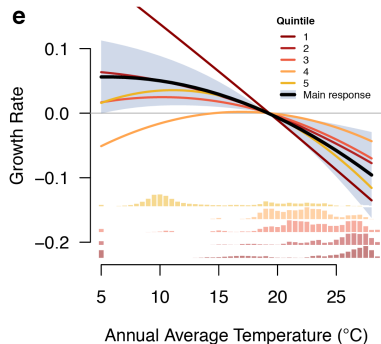 e
Quintile
1
2
3
4
5
Main response
Growth Rate
0.1
0.0
−0.1
−0.2
5 10 15 20 25
Annual Average Temperature (°C)